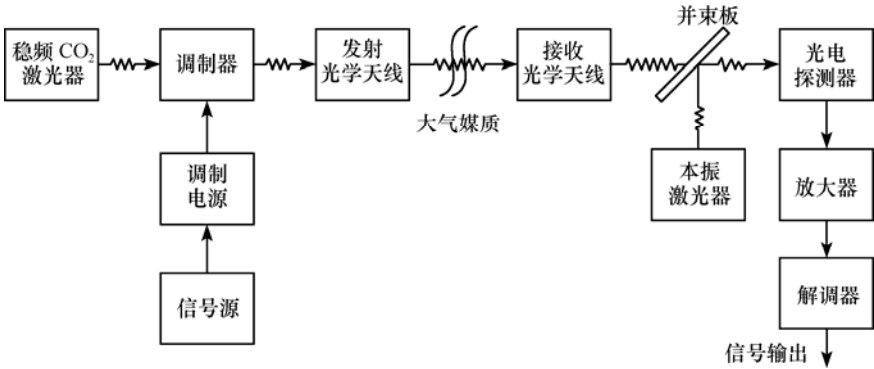 稳频 CO₂
激光器
调制器
发射
光学天线
大气媒质
接收
光学天线
并束板
光电
探测器
调制
电源
本振
激光器
放大器
信号源
解调器
信号输出